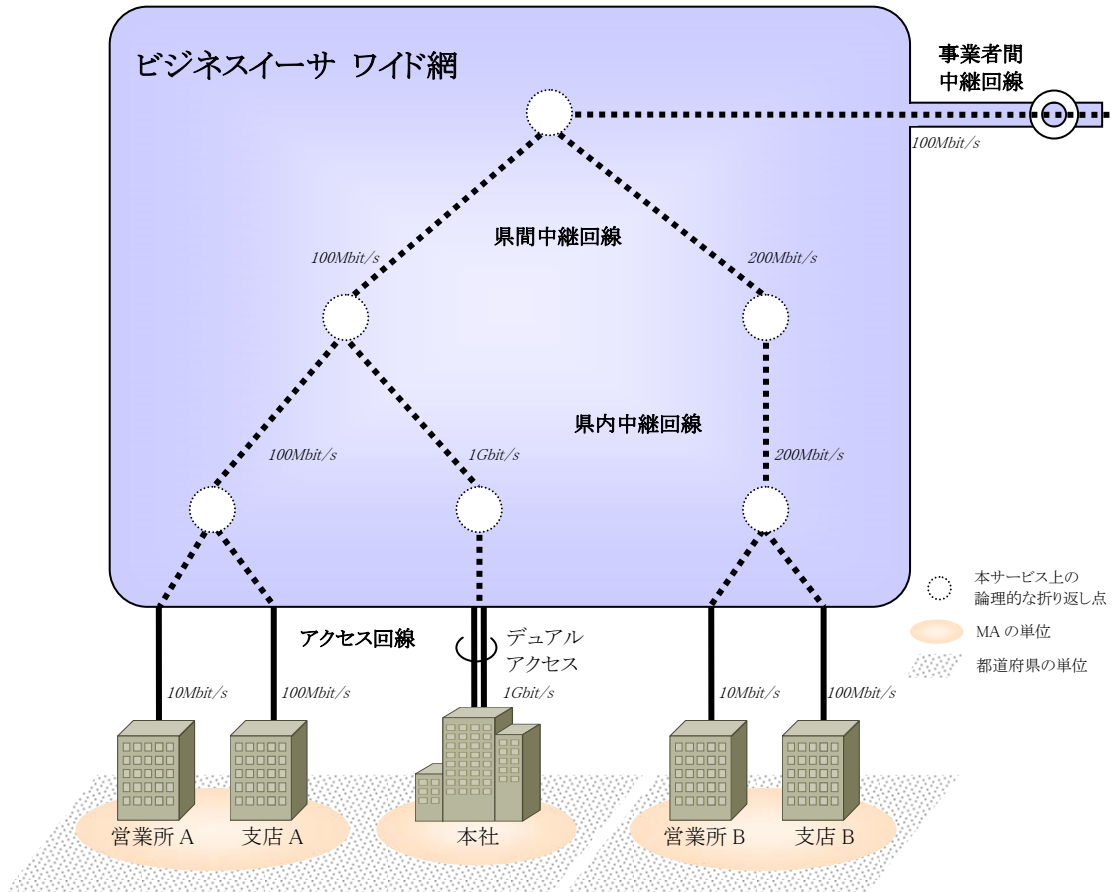 ビジネスイーサ ワイド網
事業者間
中継回線
100Mbit/s
県間中継回線
100Mbit/s
200Mbit/s
県内中継回線
100Mbit/s
1Gbit/s
200Mbit/s
本サービス上の
論理的な折り返し点
MAの単位
都道府県の単位
アクセス回線
デュアル
アクセス
10Mbit/s
100Mbit/s
1Gbit/s
10Mbit/s
100Mbit/s
営業所 A
支店 A
本社
営業所 B
支店 B